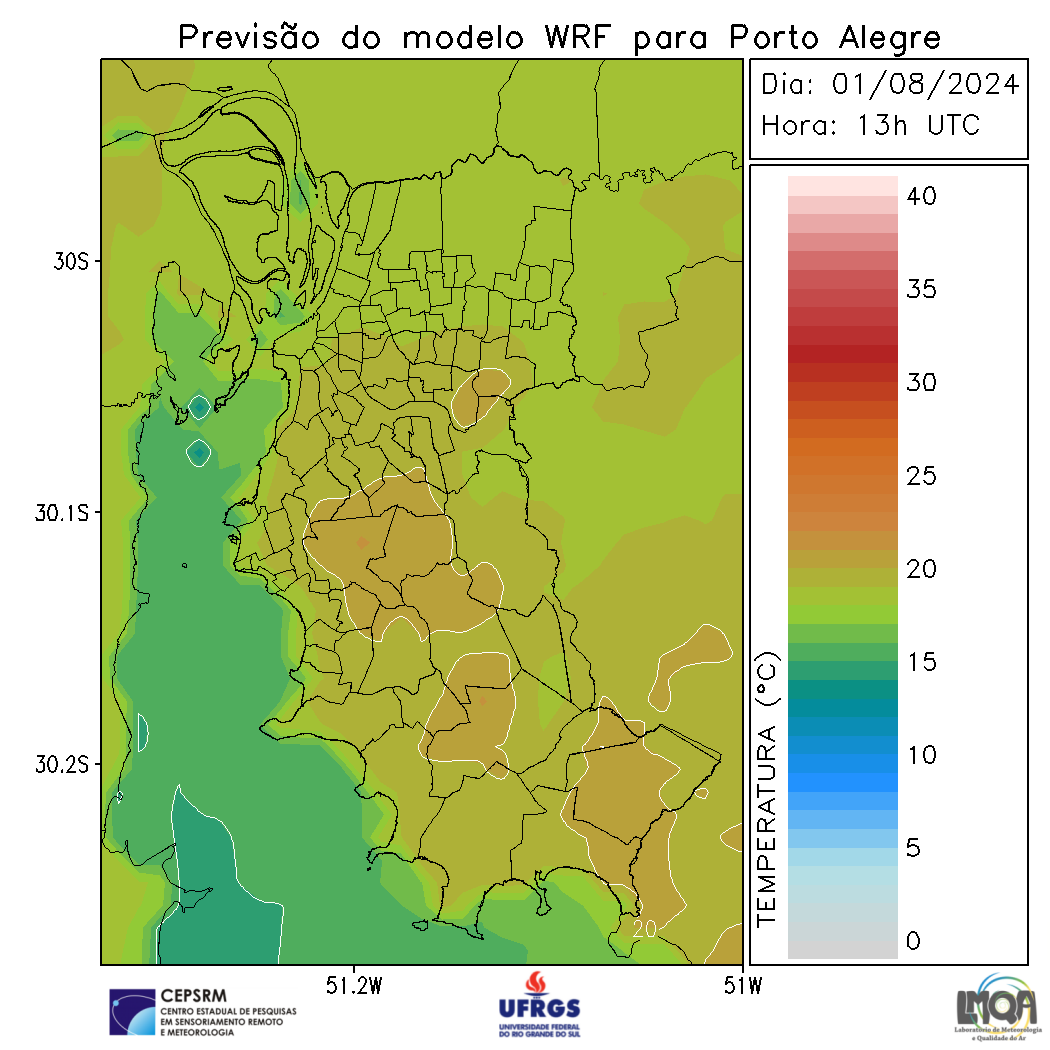 Previsão do modelo WRF para Porto Alegre
Dia: 01/08/2024
Hora: 13h UTC
40
35
30
25
20
15
10
5
0
TEMPERATURA (°C)
30S
30.1S
30.2S
20
51.2W
51W
CEPSRM
CENTRO ESTADUAL DE PESQUISAS
EM SENSORIAMENTO REMOTO
E METEOROLOGIA
UFRGS
UNIVERSIDADE FEDERAL
DO RIO GRANDE DO SUL
LMQA
Laboratório de Meteorologia
e Qualidade do Ar